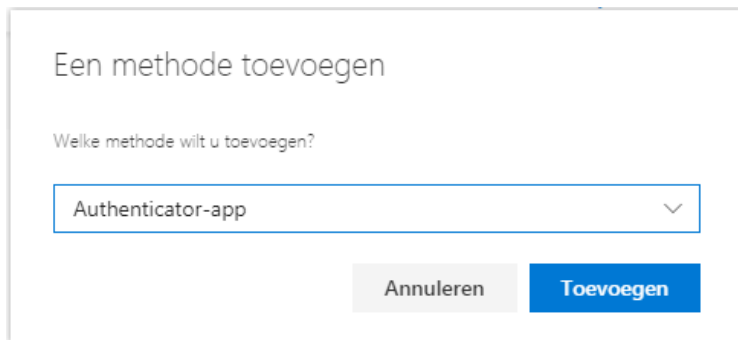 Een methode toevoegen
Welke methode wilt u toevoegen?
Authenticator-app
Annuleren
Toevoegen